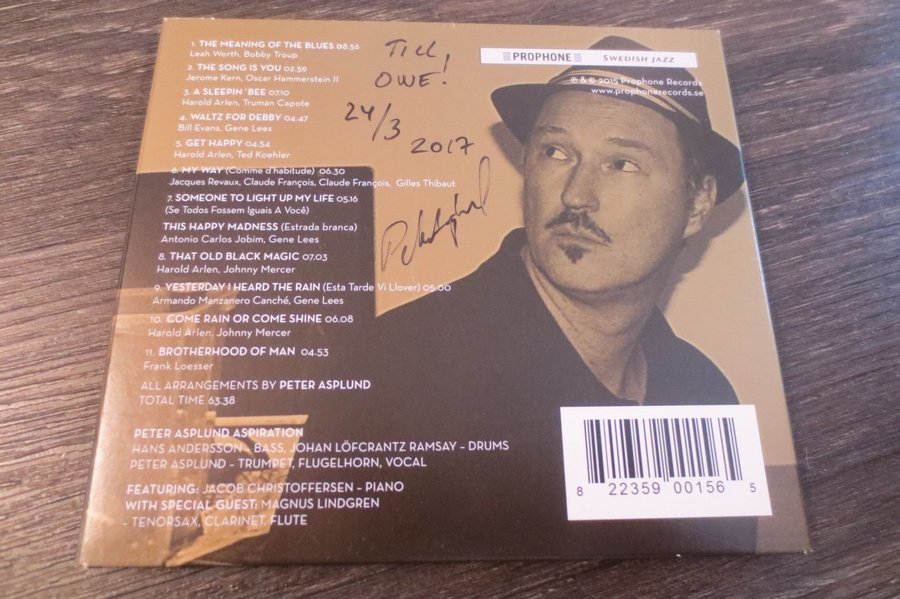 1. THE MEANING OF THE BLUES 08.56
Leah Worth, Bobby Troup
2. THE SONG IS YOU 02.59
Jerome Kern, Oscar Hammerstein II
3. A SLEEPIN' BEE 07.10
Harold Arlen, Truman Capote
4. WALTZ FOR DEBBY 04.47
Bill Evans, Gene Lees
5. GET HAPPY 04.54
Harold Arlen, Ted Koehler
6. MY WAY (Comme d'habitude) 06.30
Jacques Revaux, Claude François, Claude François, Gilles Thibaut
7. SOMEONE TO LIGHT UP MY LIFE 05.16
(Se Todos Fossem Iguais A Você)
THIS HAPPY MADNESS (Estrada branca)
Antonio Carlos Jobim, Gene Lees
8. THAT OLD BLACK MAGIC 07.03
Harold Arlen, Johnny Mercer
9. YESTERDAY I HEARD THE RAIN (Esta Tarde Vi Llover) 05.00
Armando Manzanero Canché, Gene Lees
10. COME RAIN OR COME SHINE 06.08
Harold Arlen, Johnny Mercer
11. BROTHERHOOD OF MAN 04.53
Frank Loesser
ALL ARRANGEMENTS BY PETER ASPLUND
TOTAL TIME 63.38
PETER ASPLUND ASPIRATION
HANS ANDERSSON - BASS, JOHAN LÖFCRANTZ RAMSAY - DRUMS
PETER ASPLUND - TRUMPET, FLUGELHORN, VOCAL
FEATURING: JACOB CHRISTOFFERSEN - PIANO
WITH SPECIAL GUEST: MAGNUS LINDGREN
- TENORSAX, CLARINET, FLUTE
TILL
OWE!
24/3
2017
PROPHONE SWEDISH JAZZ
℗ & © 2015 Prophone Records
www.prophonerecords.se
8 22359 00156 5